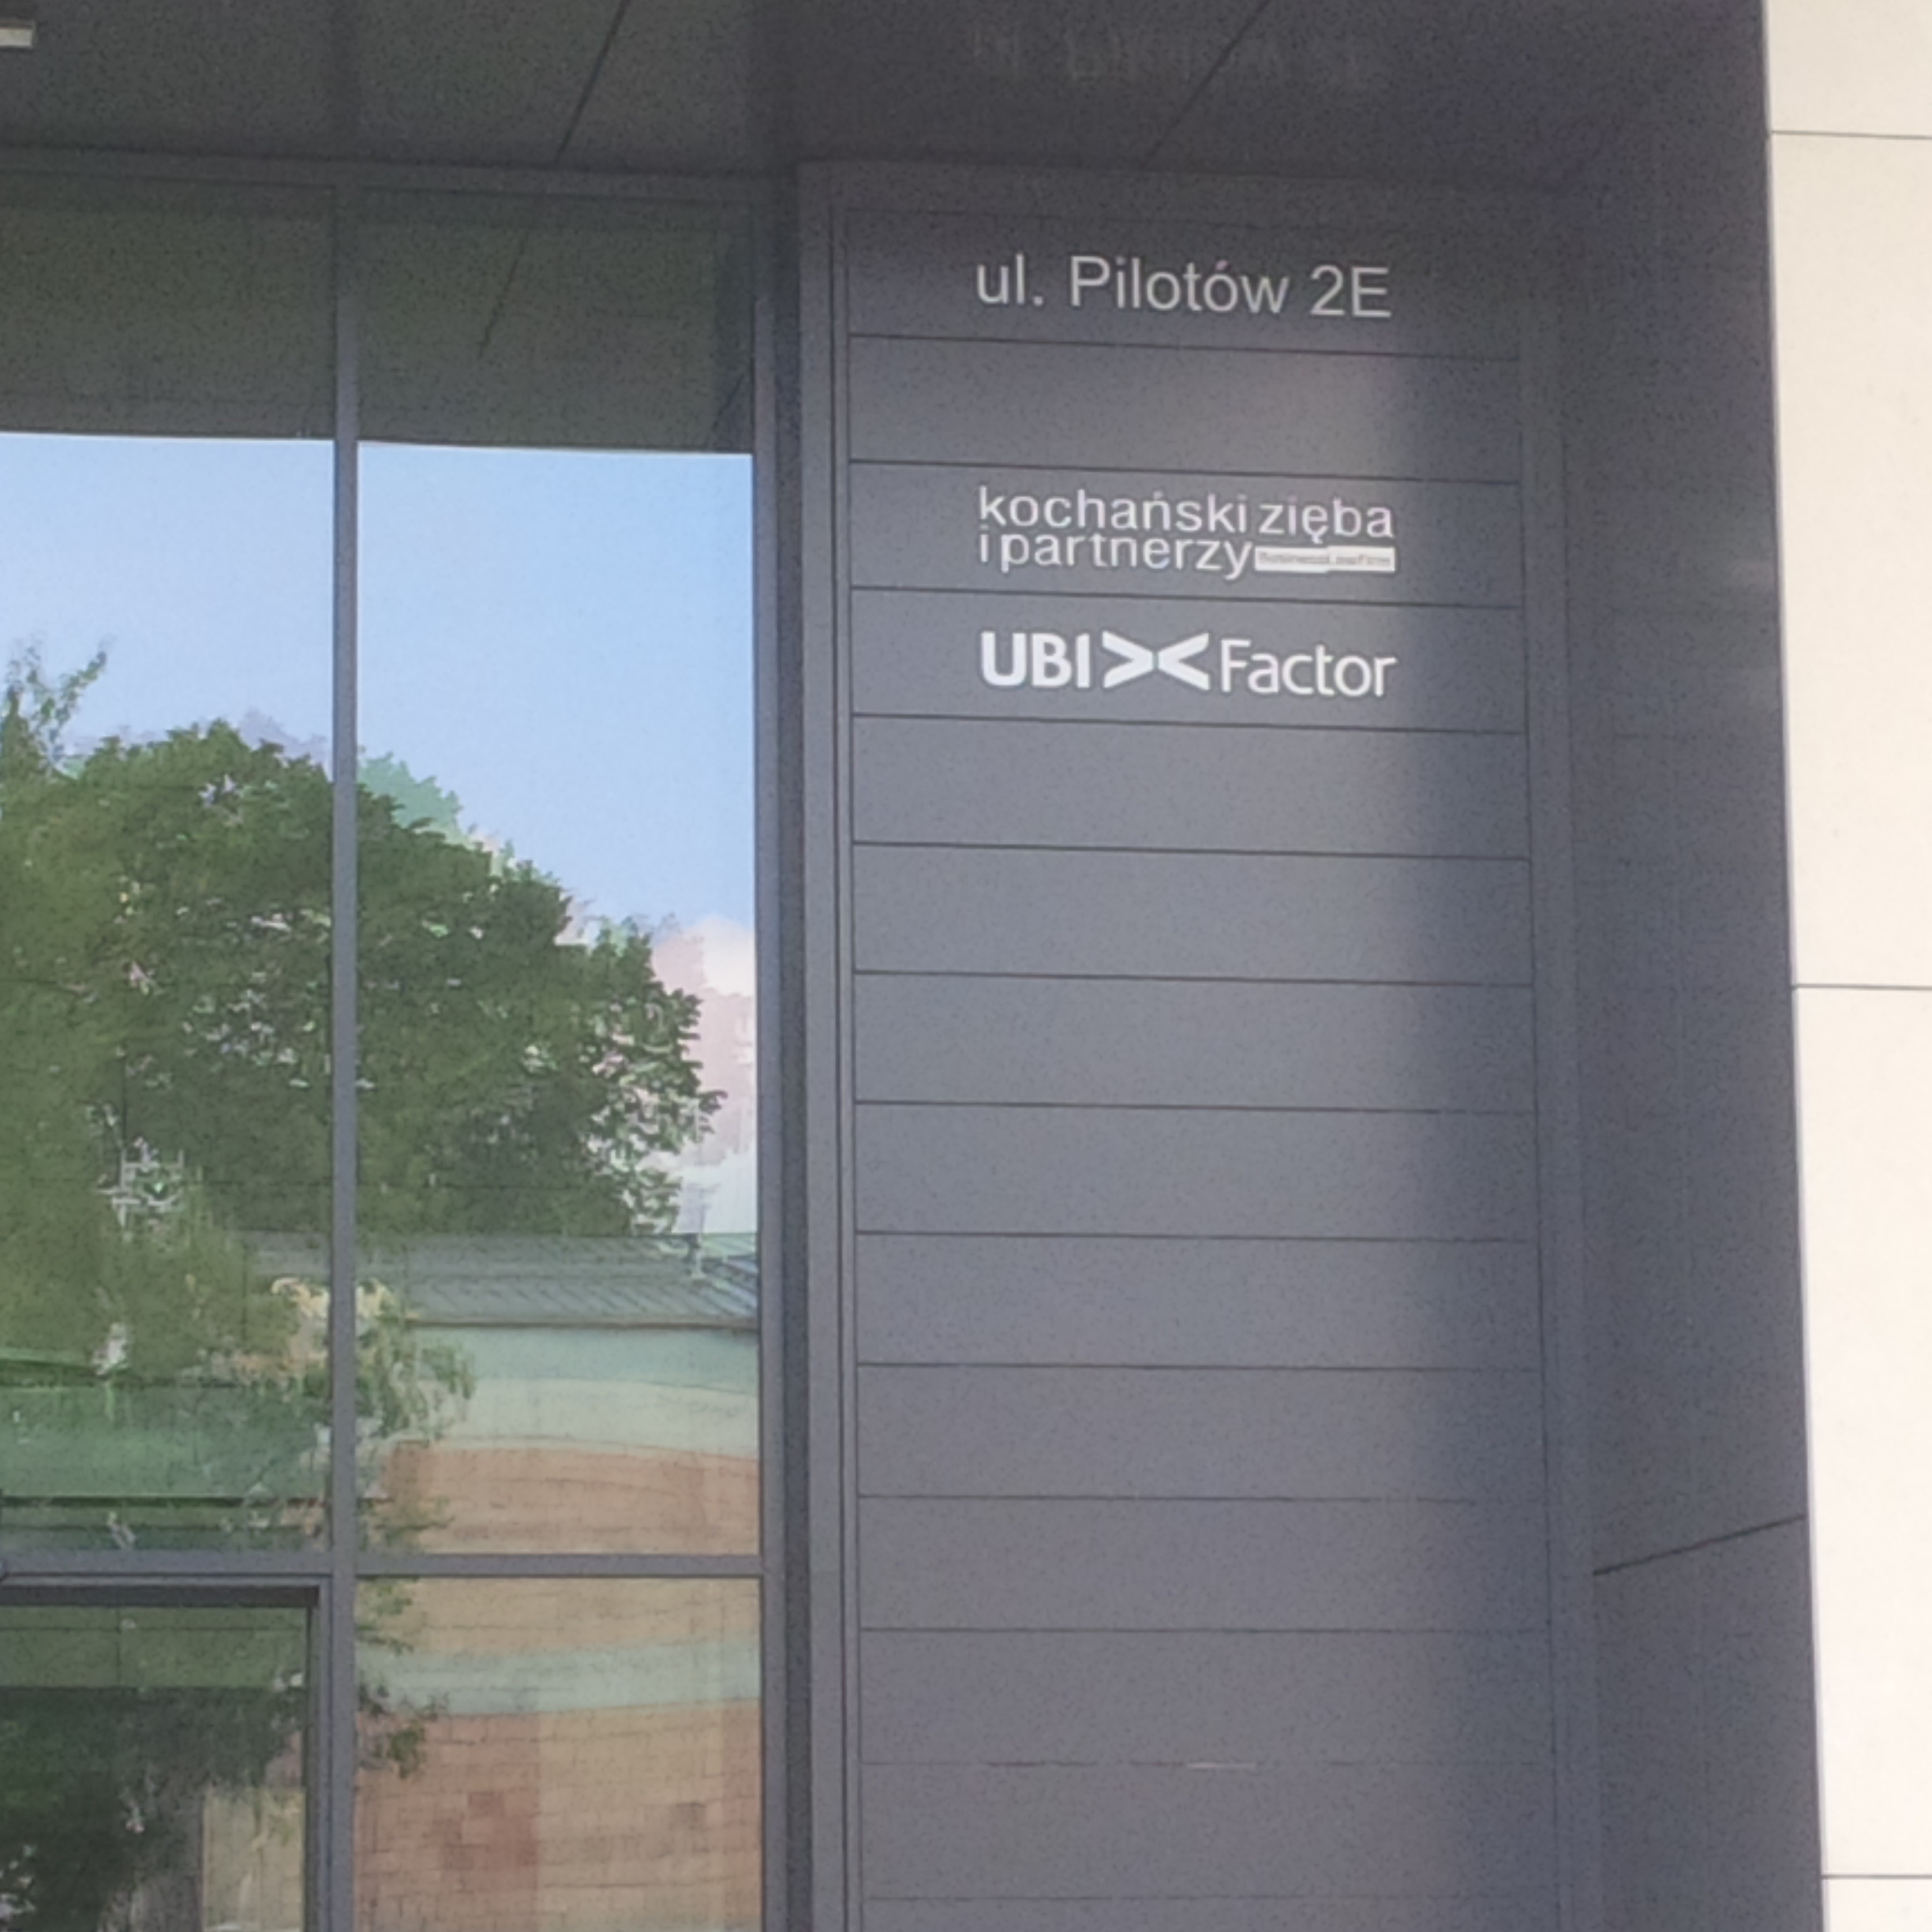 ul. Pilotów 2E
kochański zięba
i partnerzy
UBI Factor